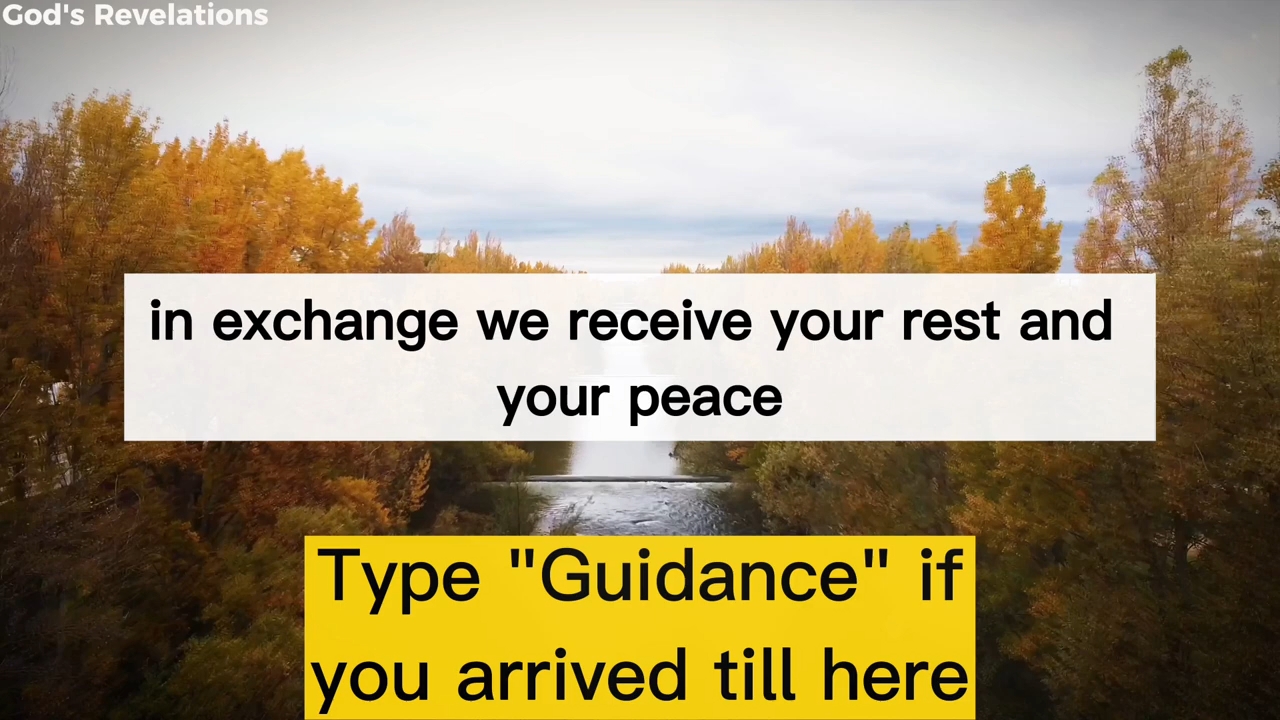 God's Revelations
in exchange we receive your rest and
your peace
Type "Guidance" if
you arrived till here